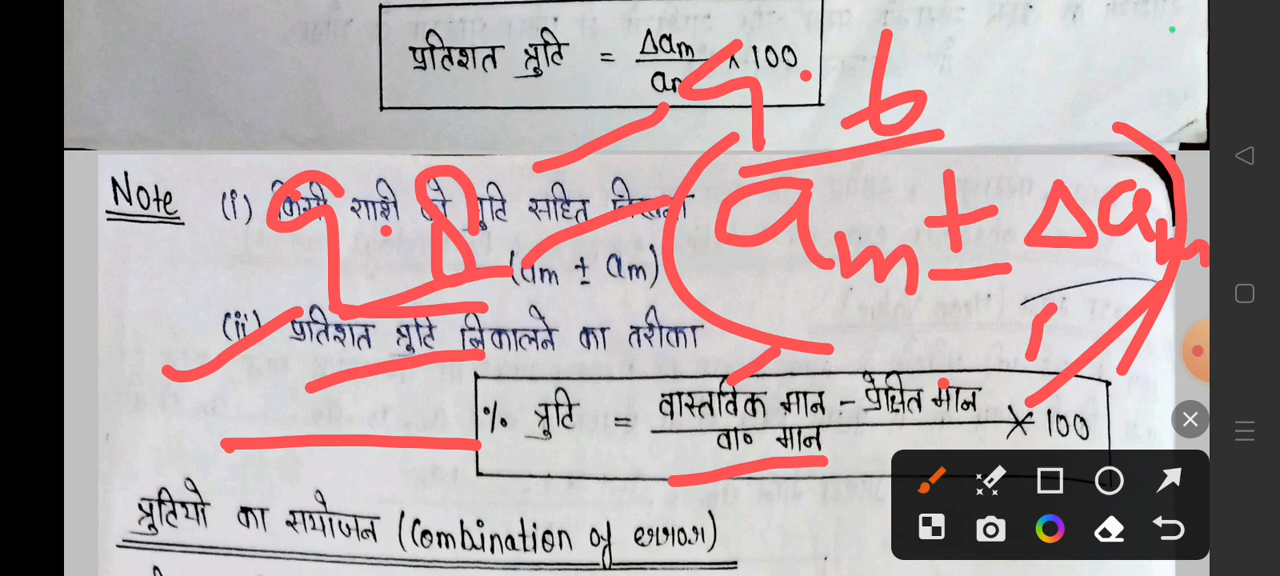 प्रतिशत त्रुटि = Δam/am × 100
a b
Note (i) किसी राशि को त्रुटि सहित लिखना
(am ± Δam)
(am ± am)
(ii) प्रतिशत त्रुटि निकालने का तरीका
% त्रुटि = वास्तविक मान - प्रेक्षित मान / वा० मान × 100
त्रुटियो का संयोजन (Combination of errors)